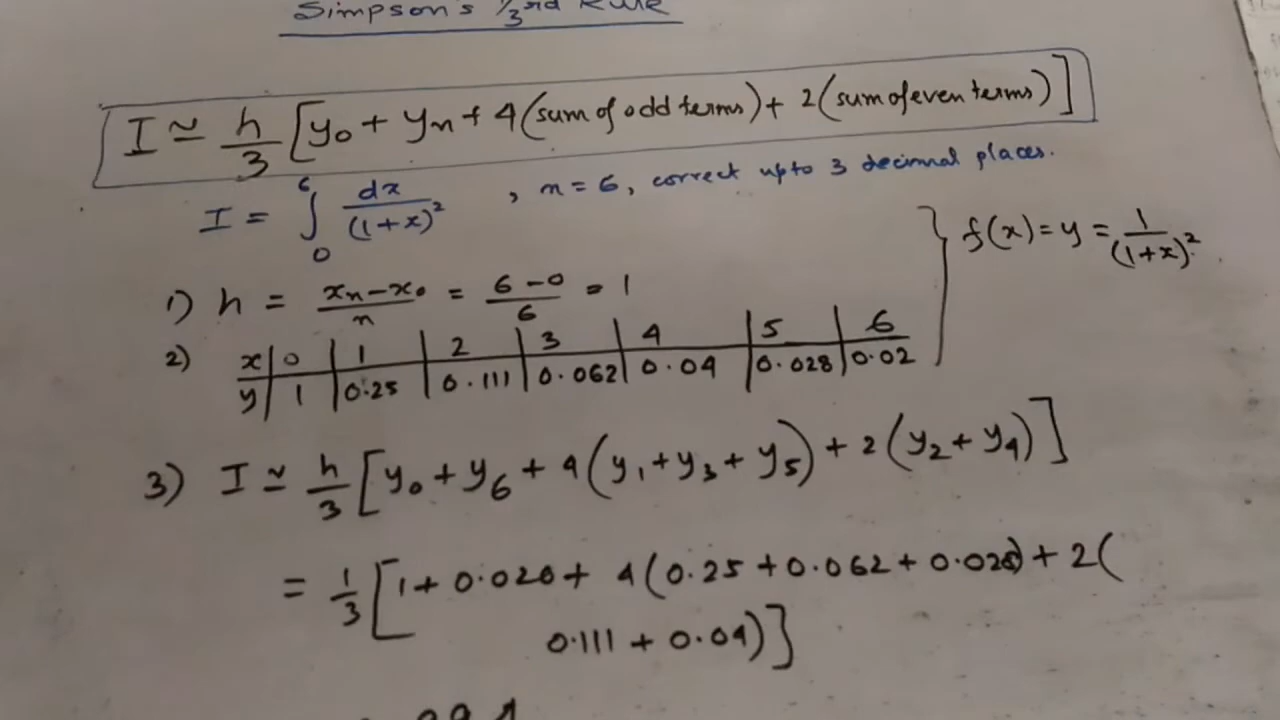 Simpson's 1/3rd Rule
I ≃ h/3 [y₀ + yₙ + 4(sum of odd terms) + 2(sum of even terms)]
I = ∫₀⁶ dx/(1+x)² , n = 6, correct upto 3 decimal places.
f(x) = y = 1/(1+x)²
1) h = (xₙ − x₀)/n = (6 − 0)/6 = 1
2) x | 0 | 1 | 2 | 3 | 4 | 5 | 6
y | 1 | 0.25 | 0.111 | 0.062 | 0.04 | 0.028 | 0.02
3) I ≃ h/3 [y₀ + y₆ + 4(y₁ + y₃ + y₅) + 2(y₂ + y₄)]
= 1/3 [1 + 0.020 + 4(0.25 + 0.062 + 0.028) + 2(
0.111 + 0.04)]